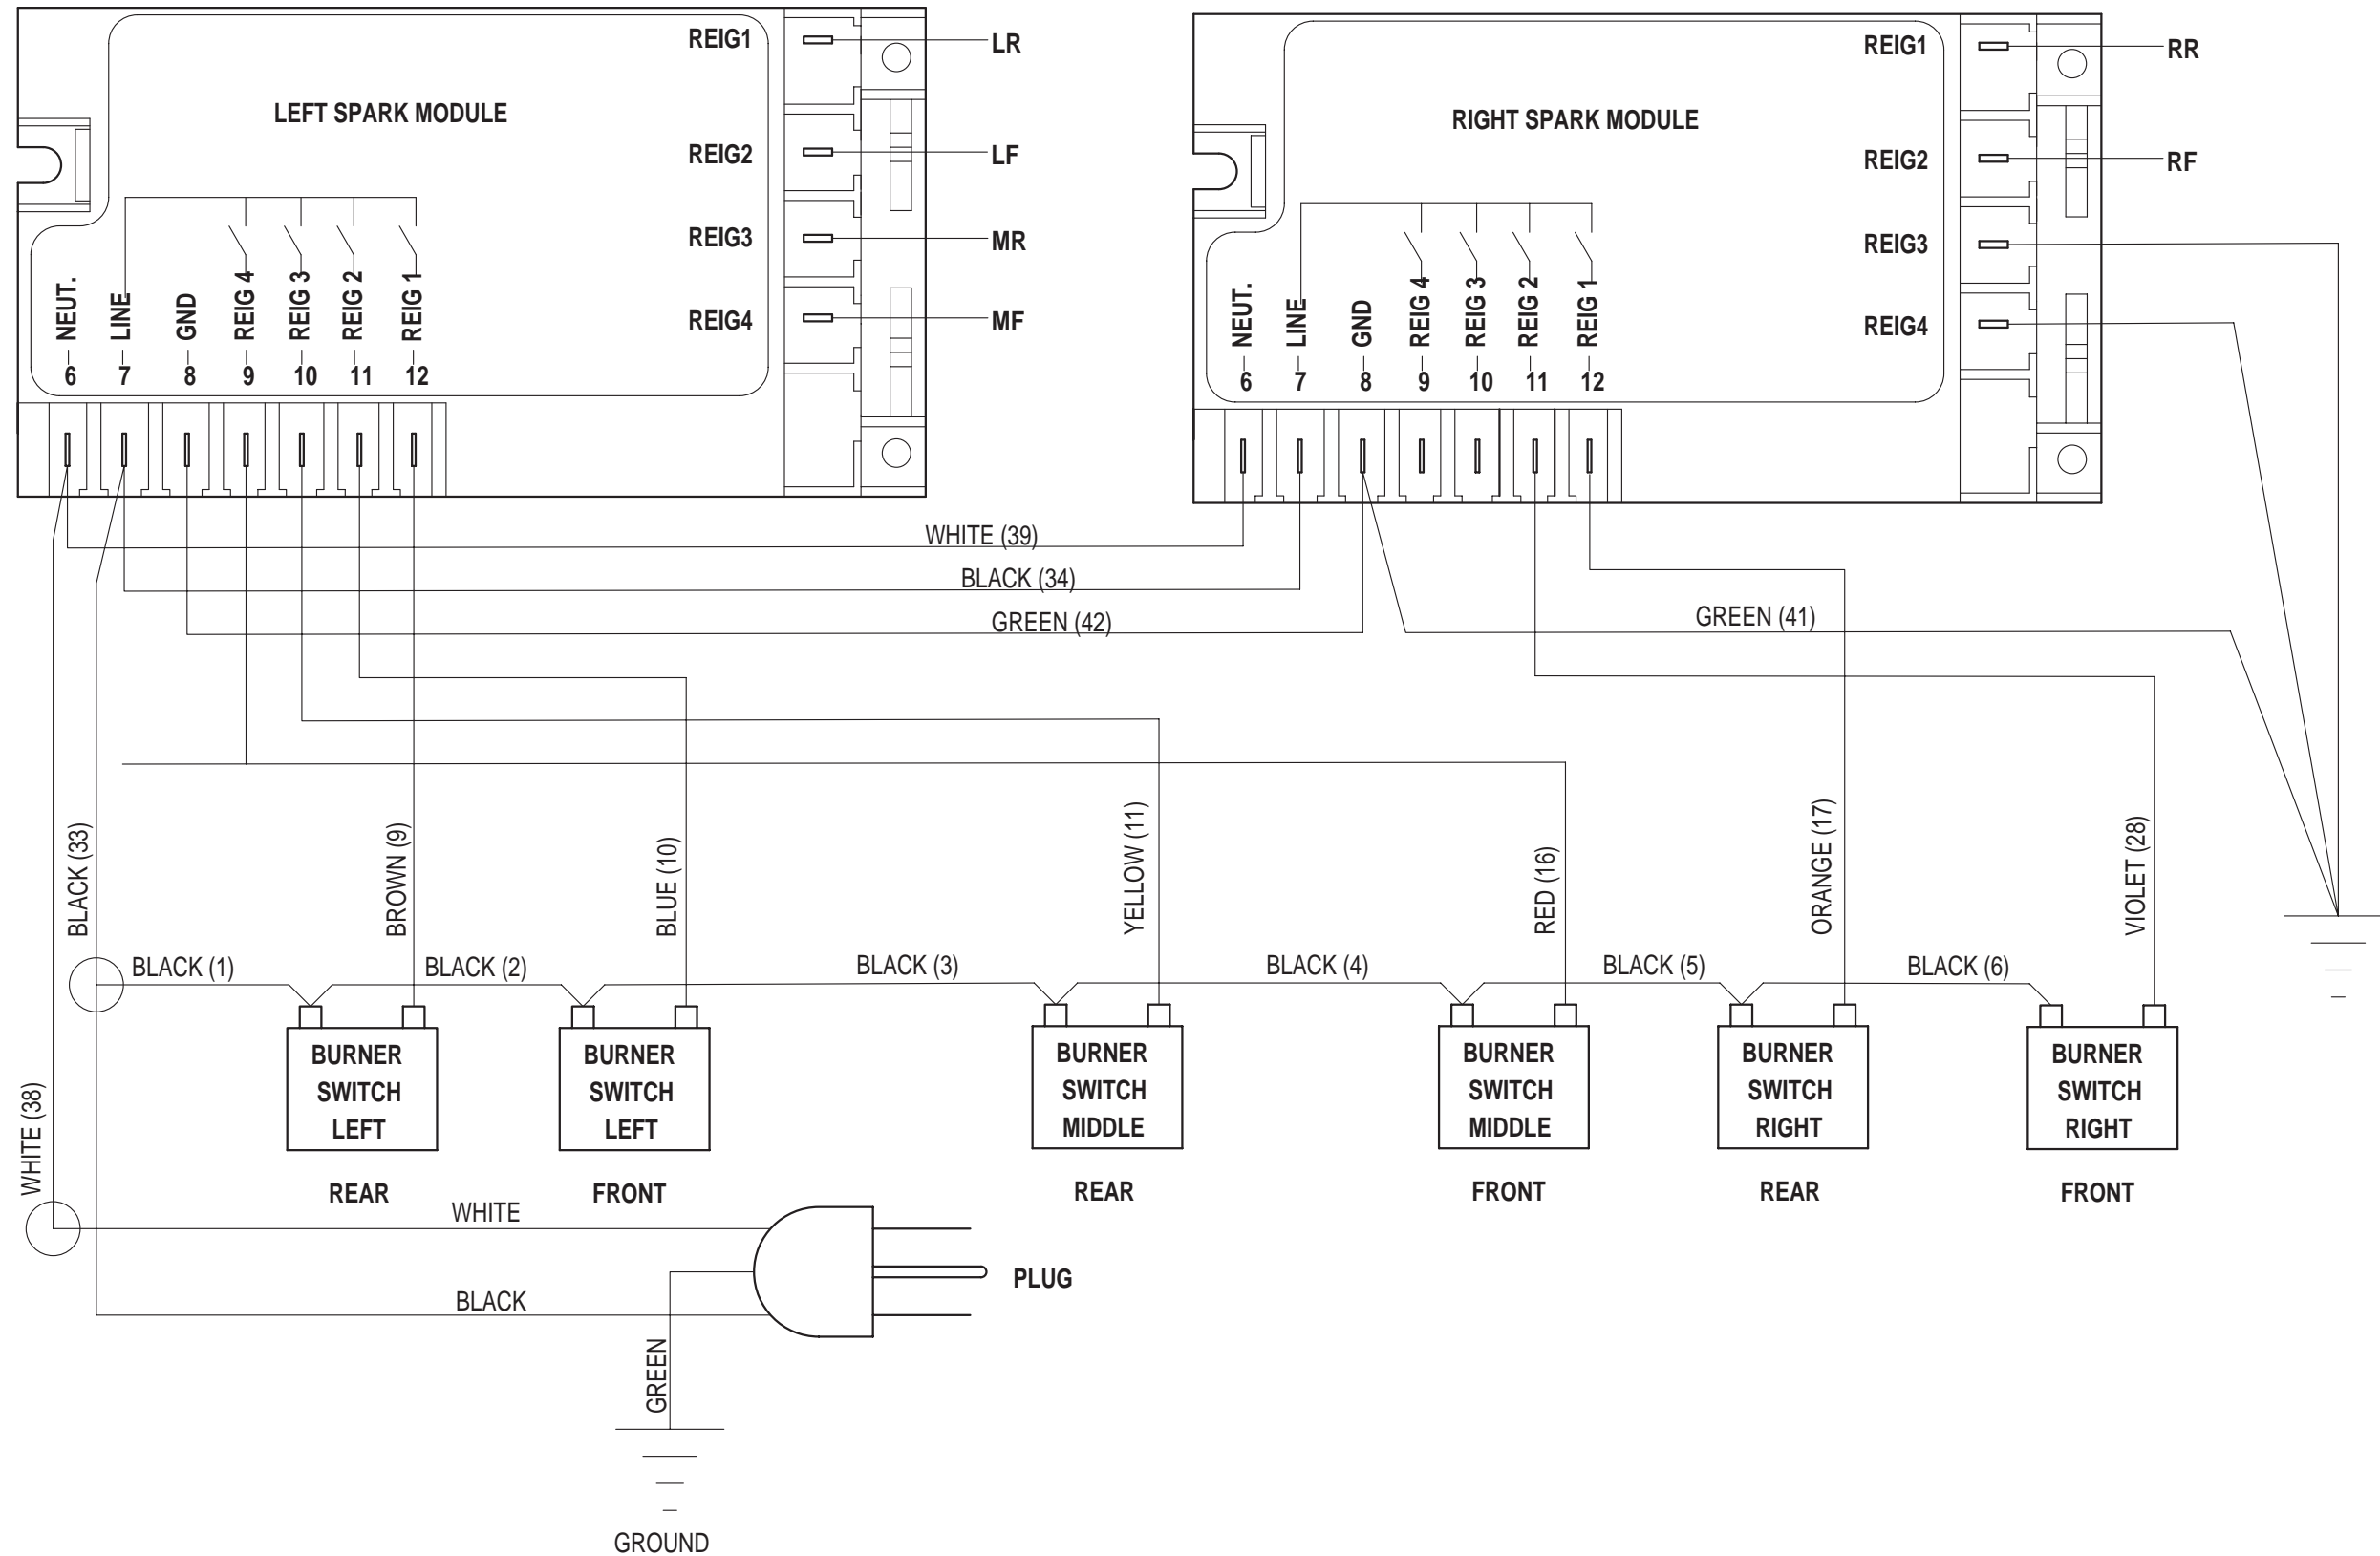 REIG1
LR
REIG1
RR
LEFT SPARK MODULE
RIGHT SPARK MODULE
REIG2
LF
REIG2
RF
REIG3
MR
REIG3
REIG4
MF
REIG4
NEUT.
LINE
GND
REIG 4
REIG 3
REIG 2
REIG 1
6
7
8
9
10
11
12
NEUT.
LINE
GND
REIG 4
REIG 3
REIG 2
REIG 1
6
7
8
9
10
11
12
WHITE (39)
BLACK (34)
GREEN (42)
GREEN (41)
BLACK (33)
BROWN (9)
BLUE (10)
YELLOW (11)
RED (16)
ORANGE (17)
VIOLET (28)
BLACK (1)
BLACK (2)
BLACK (3)
BLACK (4)
BLACK (5)
BLACK (6)
BURNER
SWITCH
LEFT
REAR
BURNER
SWITCH
LEFT
FRONT
BURNER
SWITCH
MIDDLE
REAR
BURNER
SWITCH
MIDDLE
FRONT
BURNER
SWITCH
RIGHT
REAR
BURNER
SWITCH
RIGHT
FRONT
WHITE (38)
WHITE
PLUG
BLACK
GREEN
GROUND